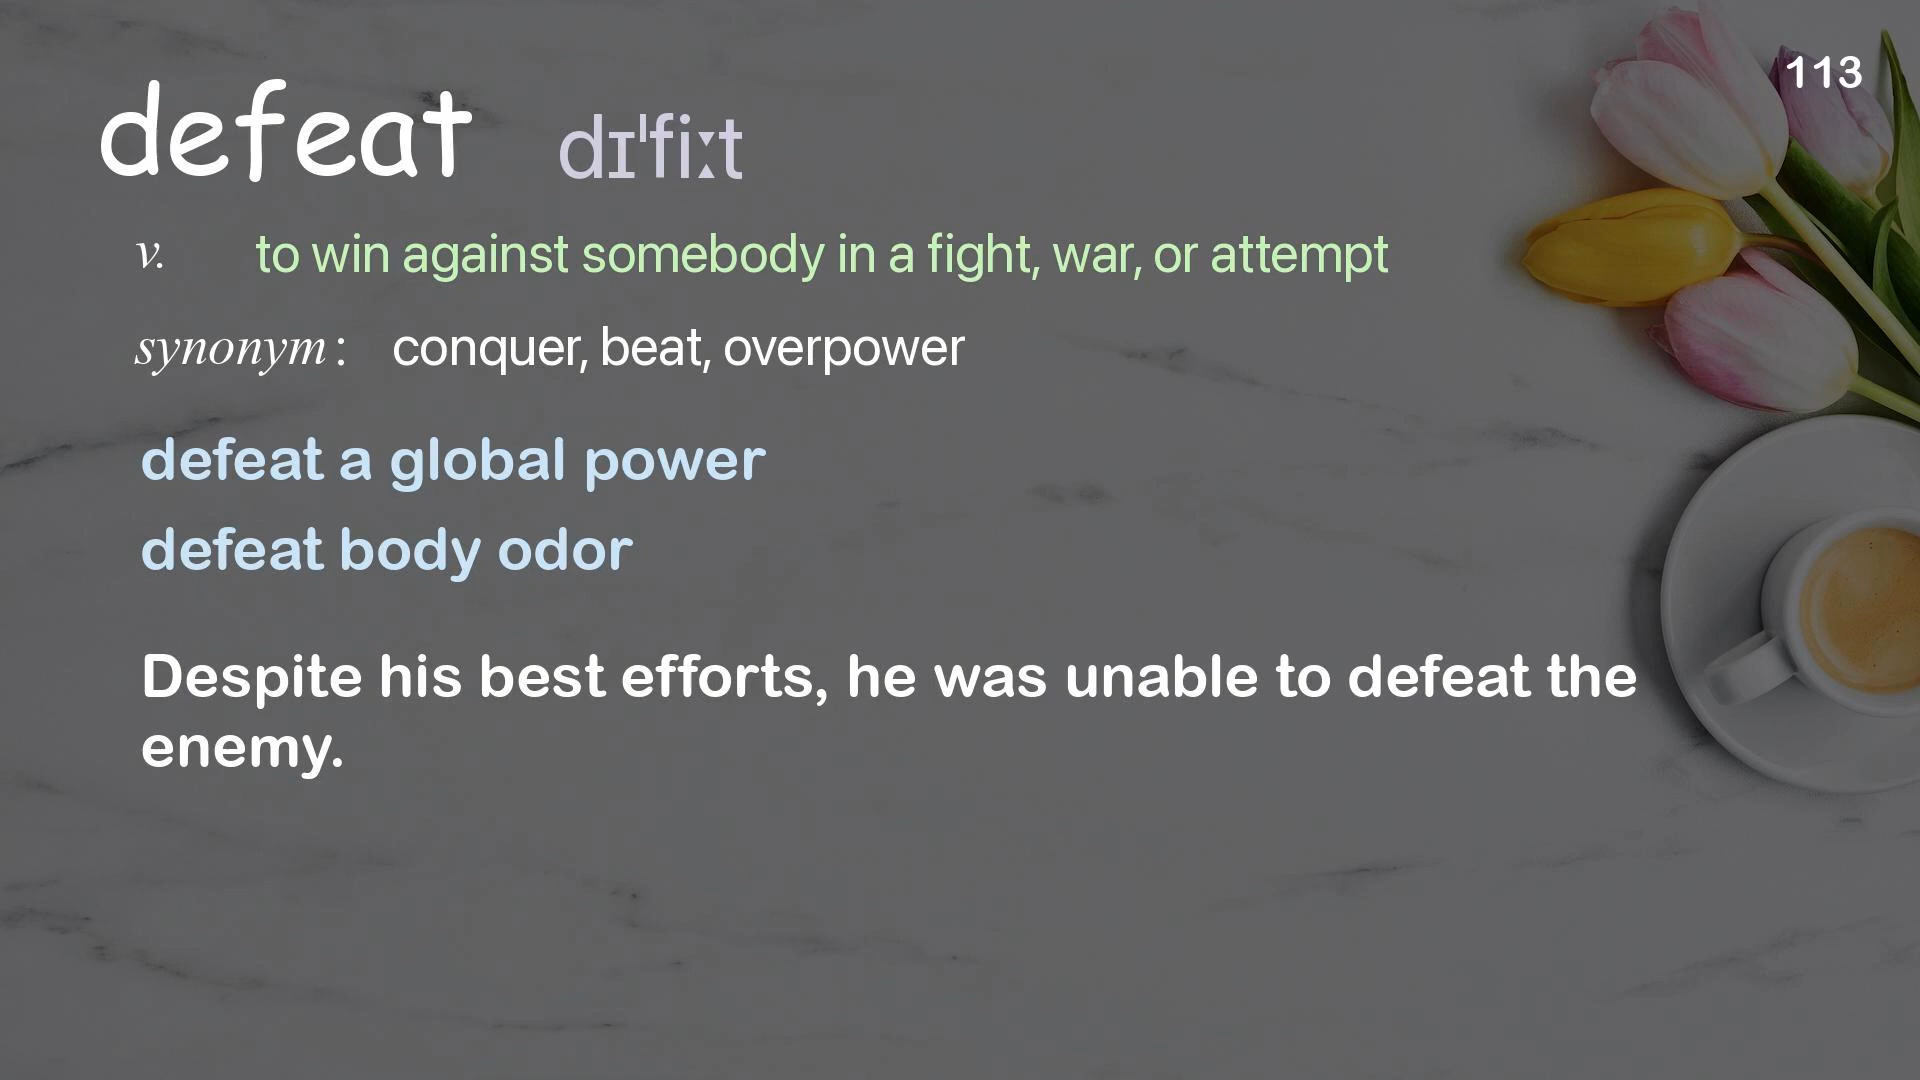 113
defeat dɪˈfiːt
v. to win against somebody in a fight, war, or attempt
synonym: conquer, beat, overpower
defeat a global power
defeat body odor
Despite his best efforts, he was unable to defeat the
enemy.